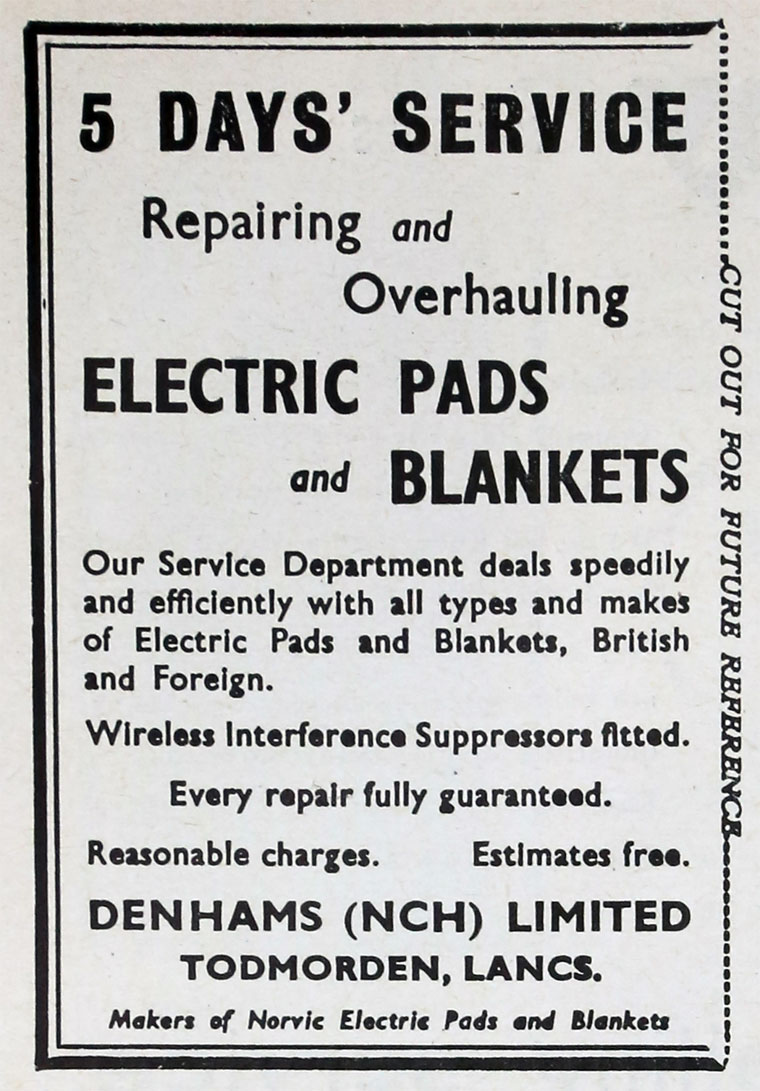 5 DAYS' SERVICE
Repairing and
Overhauling
ELECTRIC PADS
and BLANKETS
Our Service Department deals speedily
and efficiently with all types and makes
of Electric Pads and Blankets, British
and Foreign.
Wireless Interference Suppressors fitted.
Every repair fully guaranteed.
Reasonable charges. Estimates free.
DENHAMS (NCH) LIMITED
TODMORDEN, LANCS.
Makers of Norvic Electric Pads and Blankets
CUT OUT FOR FUTURE REFERENCE